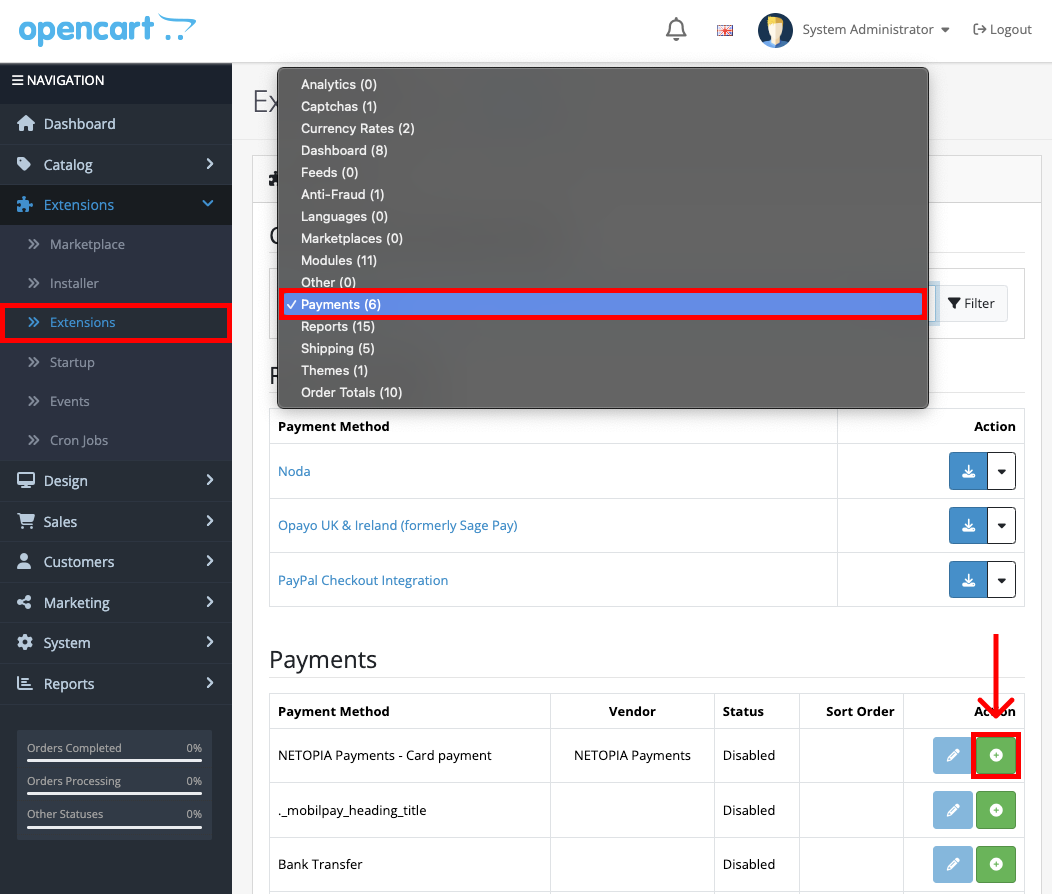 opencart
System Administrator
Logout
NAVIGATION
Dashboard
Catalog
Extensions
Marketplace
Installer
Extensions
Startup
Events
Cron Jobs
Design
Sales
Customers
Marketing
System
Reports
Orders Completed 0%
Orders Processing 0%
Other Statuses 0%
Analytics (0)
Captchas (1)
Currency Rates (2)
Dashboard (8)
Feeds (0)
Anti-Fraud (1)
Languages (0)
Marketplaces (0)
Modules (11)
Other (0)
✓ Payments (6)
Reports (15)
Shipping (5)
Themes (1)
Order Totals (10)
Filter
Payment Method Action
Noda
Opayo UK & Ireland (formerly Sage Pay)
PayPal Checkout Integration
Payments
Payment Method Vendor Status Sort Order Action
NETOPIA Payments - Card payment NETOPIA Payments Disabled
._mobilpay_heading_title Disabled
Bank Transfer Disabled